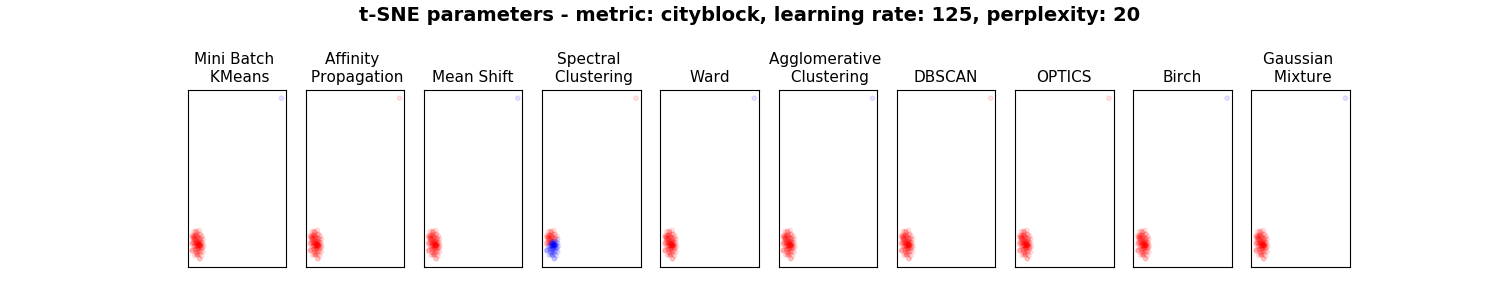 t-SNE parameters - metric: cityblock, learning rate: 125, perplexity: 20
Mini Batch
KMeans
Affinity
Propagation
Mean Shift
Spectral
Clustering
Ward
Agglomerative
Clustering
DBSCAN
OPTICS
Birch
Gaussian
Mixture